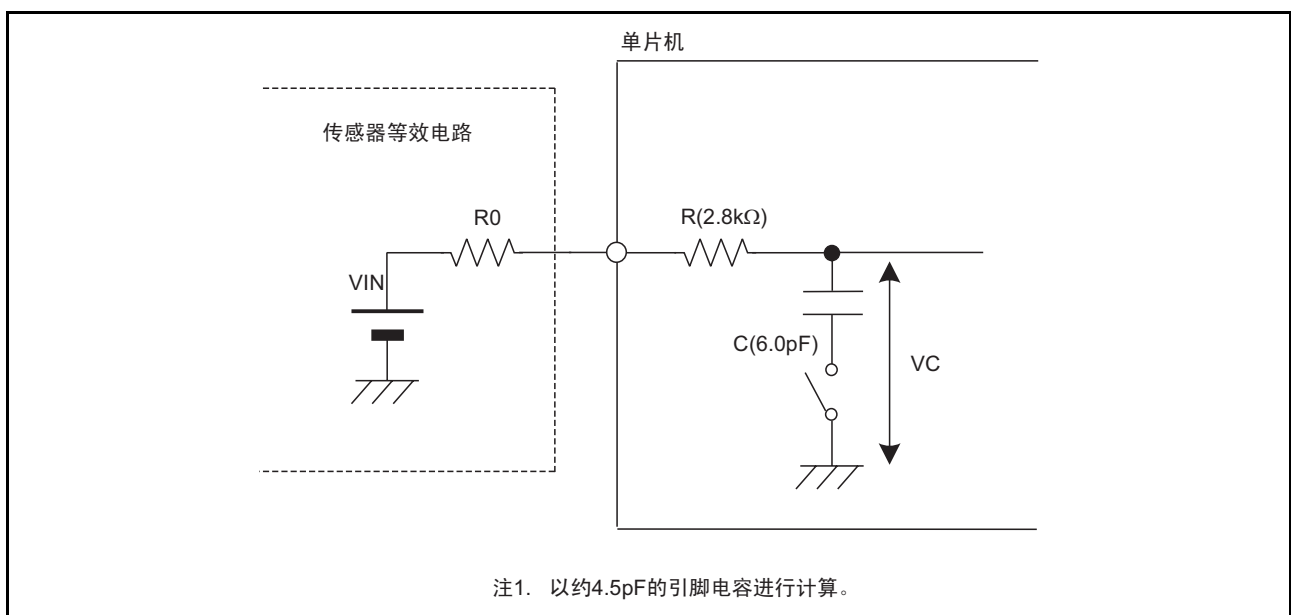 单片机
传感器等效电路
R0
R(2.8kΩ)
VIN
C(6.0pF)
VC
注1. 以约4.5pF的引脚电容进行计算。